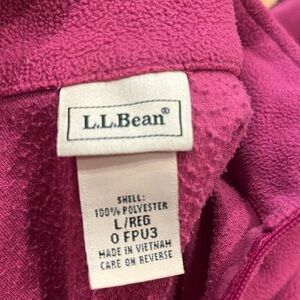 L.L.Bean®
SHELL:
100% POLYESTER
L/REG
0 FPU3
MADE IN VIETNAM
CARE ON REVERSE